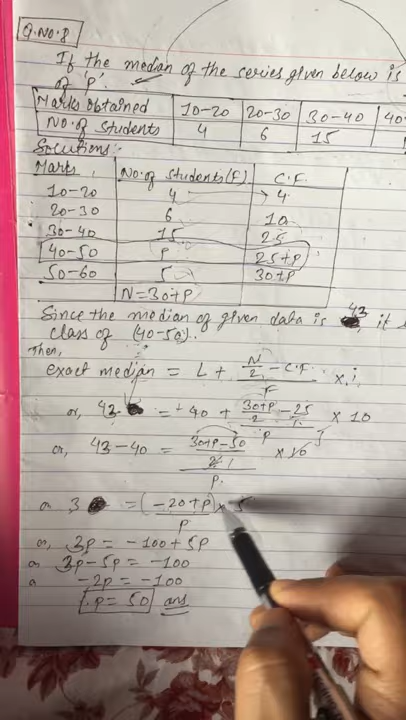 Q.No.8
If the median of the series given below is
of 'p'.
Marks obtained 10-20 20-30 30-40 40
No. of students 4 6 15
Solution:-
Marks No. of students (F) C.F.
10-20 4 → 4
20-30 6 10
30-40 15 25
40-50 P 25+P
50-60 5 30+P
N=30+P
Since the median of given data is 43 it
class of (40-50).
Then,
exact median = L + (N/2 - C.F.)/F × i
or, 43 = 40 + ((30+P)/2 - 25)/P × 10
or, 43-40 = ((30+P-50)/2)/P × 10
or 3 = (-20+P)/P × 5
or, 3P = -100+5P
or 3P-5P = -100
or -2P = -100
∴ P = 50 ans